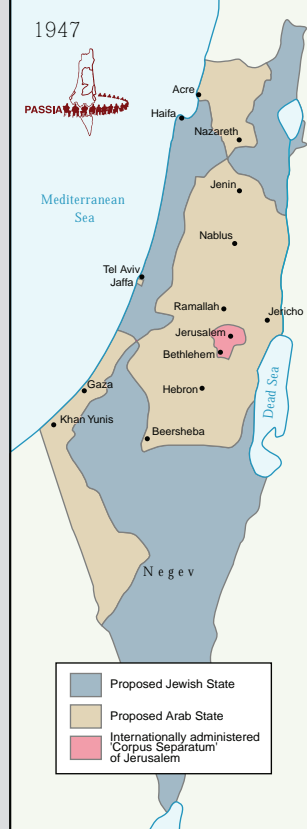 1947
PASSIA
Acre
Haifa
Nazareth
Jenin
Mediterranean
Sea
Nablus
Tel Aviv
Jaffa
Ramallah
Jericho
Jerusalem
Bethlehem
Dead Sea
Gaza
Hebron
Khan Yunis
Beersheba
Negev
Proposed Jewish State
Proposed Arab State
Internationally administered
'Corpus Separatum'
of Jerusalem